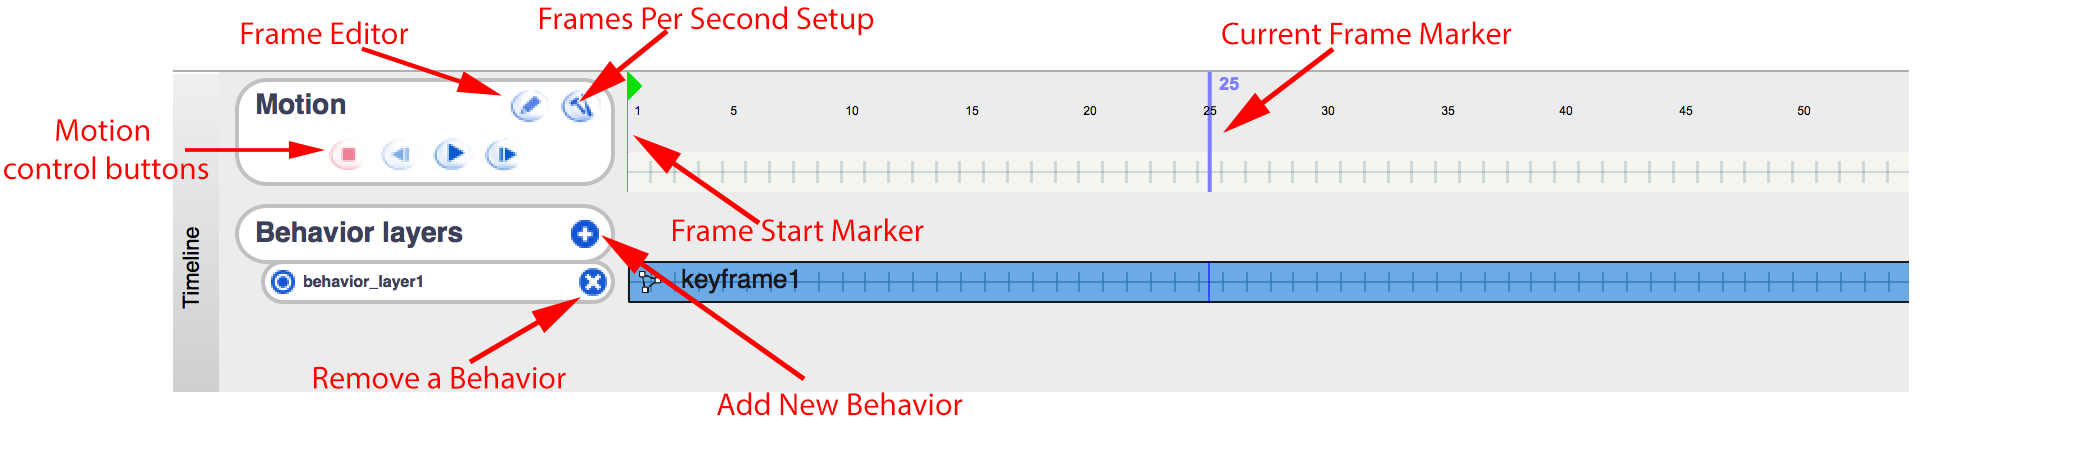 Frames Per Second Setup
Frame Editor
Current Frame Marker
Motion
25
1 5 10 15 20 25 30 35 40 45 50
Motion
control buttons
Timeline
Behavior layers
Frame Start Marker
behavior_layer1
keyframe1
Remove a Behavior
Add New Behavior